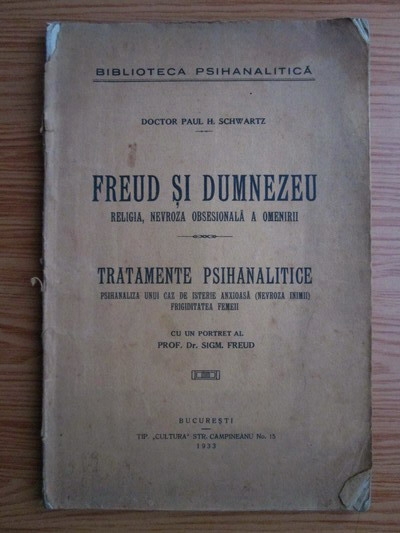 BIBLIOTECA PSIHANALITICĂ
DOCTOR PAUL H. SCHWARTZ
FREUD ȘI DUMNEZEU
RELIGIA, NEVROZA OBSESIONALĂ A OMENIRII
TRATAMENTE PSIHANALITICE
PSIHANALIZA UNUI CAZ DE ISTERIE ANXIOASĂ (NEVROZA INIMII)
FRIGIDITATEA FEMEII
CU UN PORTRET AL
PROF. Dr. SIGM. FREUD
BUCUREȘTI
TIP. „CULTURA" STR. CÂMPINEANU No. 15
1933